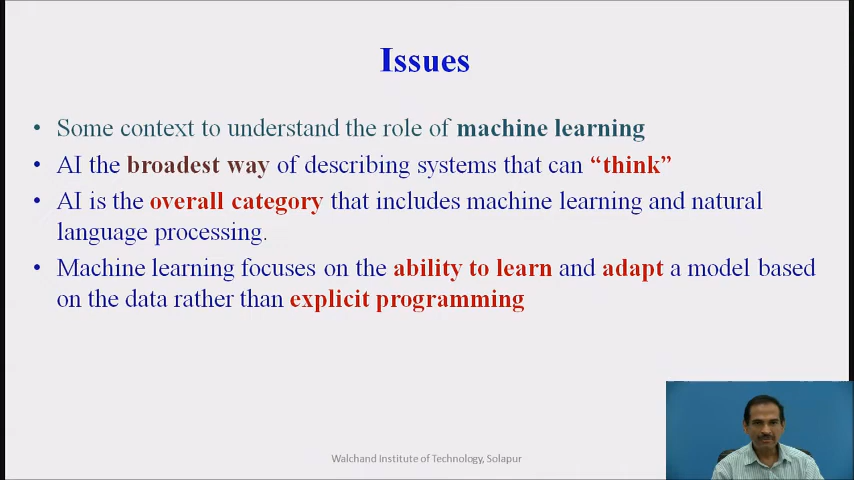 Issues
• Some context to understand the role of machine learning
• AI the broadest way of describing systems that can “think”
• AI is the overall category that includes machine learning and natural
language processing.
• Machine learning focuses on the ability to learn and adapt a model based
on the data rather than explicit programming
Walchand Institute of Technology, Solapur